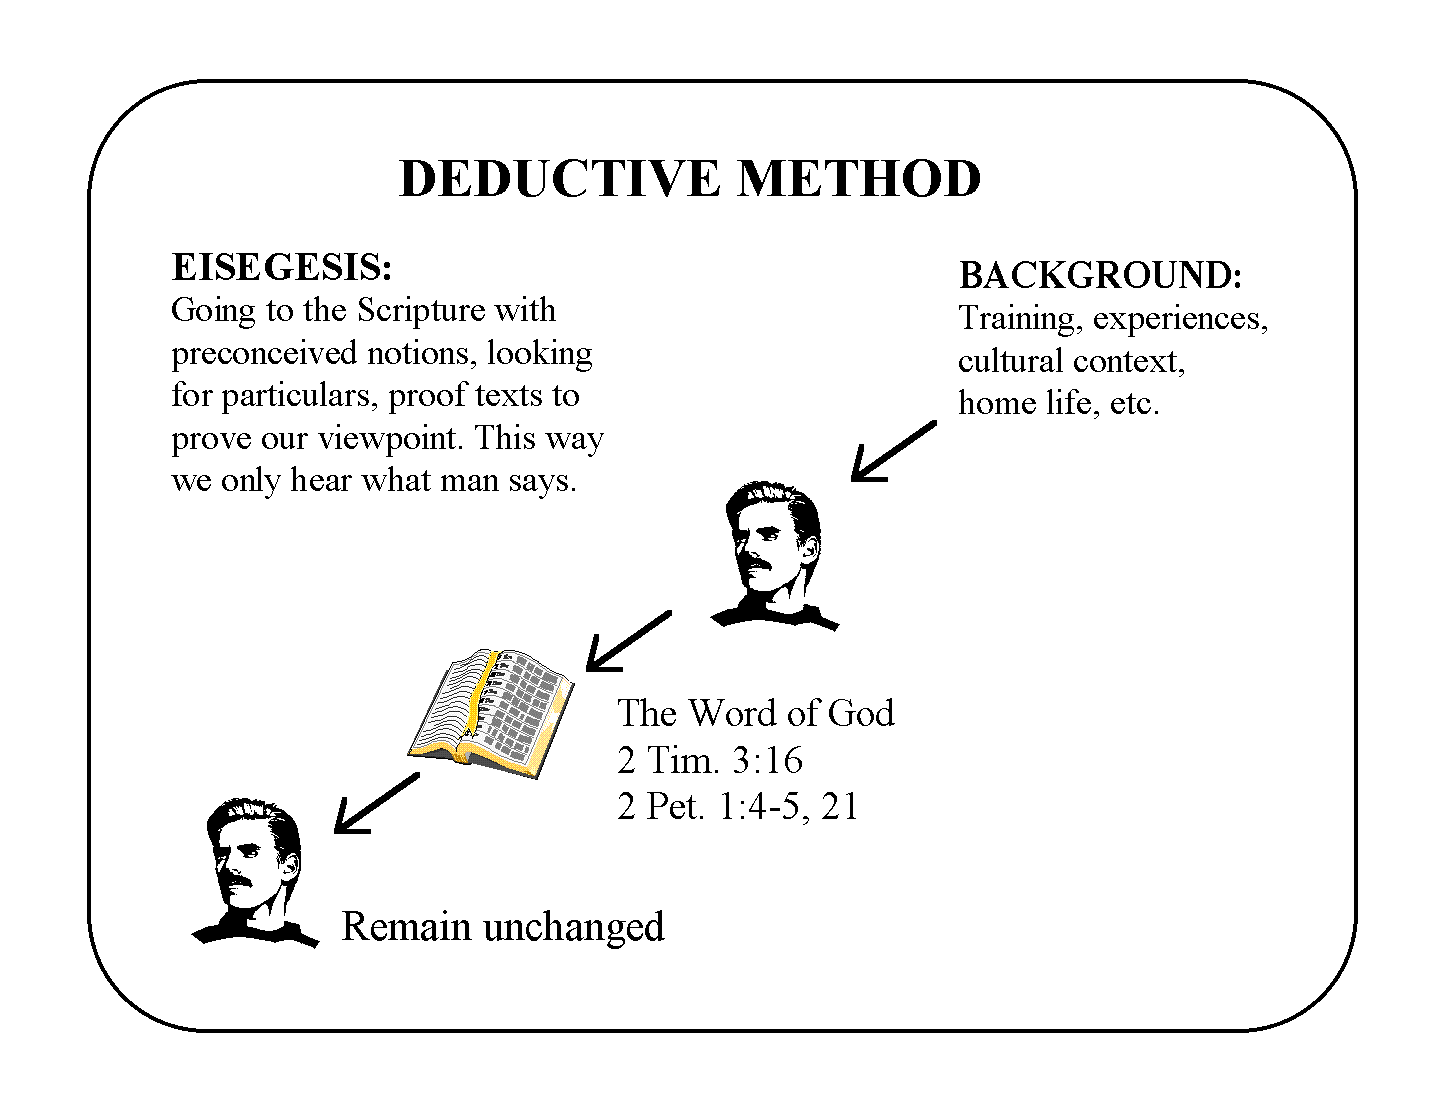 DEDUCTIVE METHOD
EISEGESIS:
Going to the Scripture with
preconceived notions, looking
for particulars, proof texts to
prove our viewpoint. This way
we only hear what man says.
BACKGROUND:
Training, experiences,
cultural context,
home life, etc.
The Word of God
2 Tim. 3:16
2 Pet. 1:4-5, 21
Remain unchanged